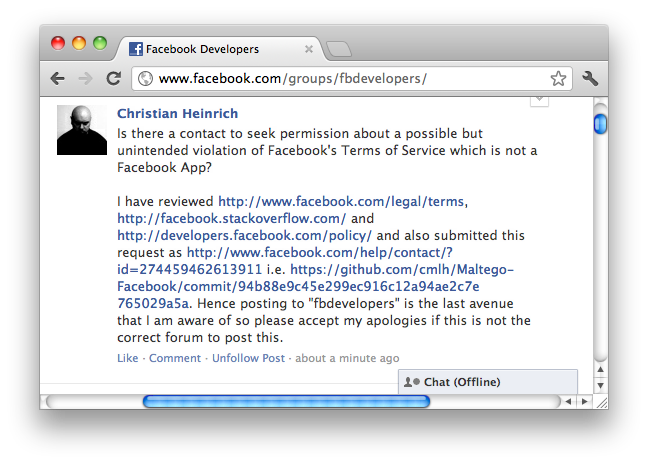 Facebook Developers
www.facebook.com/groups/fbdevelopers/
Christian Heinrich
Is there a contact to seek permission about a possible but
unintended violation of Facebook's Terms of Service which is not a
Facebook App?
I have reviewed http://www.facebook.com/legal/terms,
http://facebook.stackoverflow.com/ and
http://developers.facebook.com/policy/ and also submitted this
request as http://www.facebook.com/help/contact/?
id=274459462613911 i.e. https://github.com/cmlh/Maltego-
Facebook/commit/94b88e9c45e299ec916c12a94ae2c7e
765029a5a. Hence posting to "fbdevelopers" is the last avenue
that I am aware of so please accept my apologies if this is not the
correct forum to post this.
Like · Comment · Unfollow Post · about a minute ago
Chat (Offline)